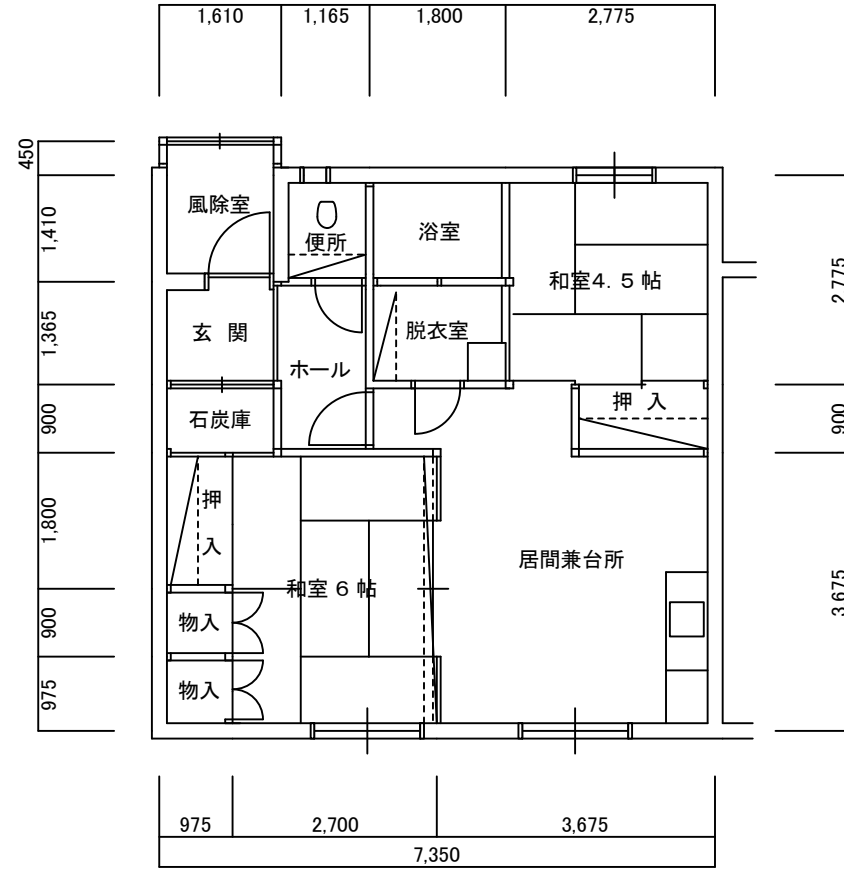 1,610 1,165 1,800 2,775
450
1,410
1,365
900
1,800
900
975
2,775
900
3,675
風除室
便所
浴室
和室4.5帖
玄 関
ホール
脱衣室
石炭庫
押 入
押
入
居間兼台所
和室 6 帖
物入
物入
975 2,700 3,675
7,350